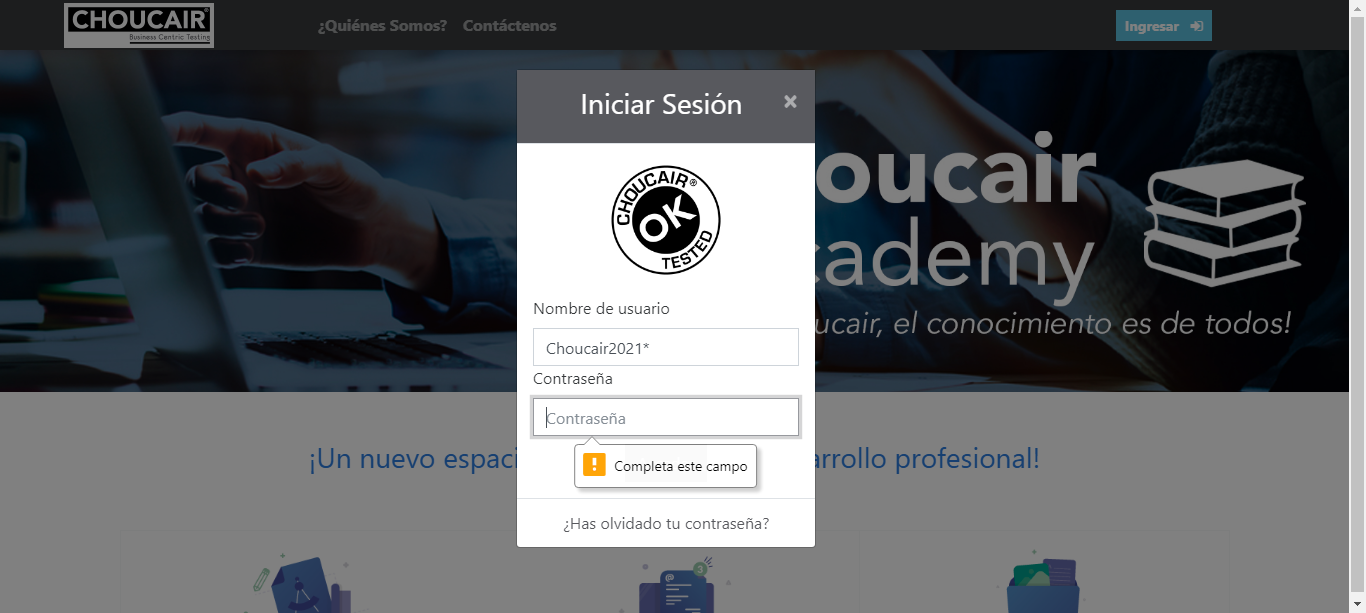 CHOUCAIR®
Business Centric Testing
¿Quiénes Somos? Contáctenos
Ingresar
Iniciar Sesión ×
CHOUCAIR®
OK
TESTED
oucair
cademy
ucair, el conocimiento es de todos!
Nombre de usuario
Choucair2021*
Contraseña
Contraseña
! Completa este campo
¡Un nuevo espaci
rrollo profesional!
¿Has olvidado tu contraseña?
3